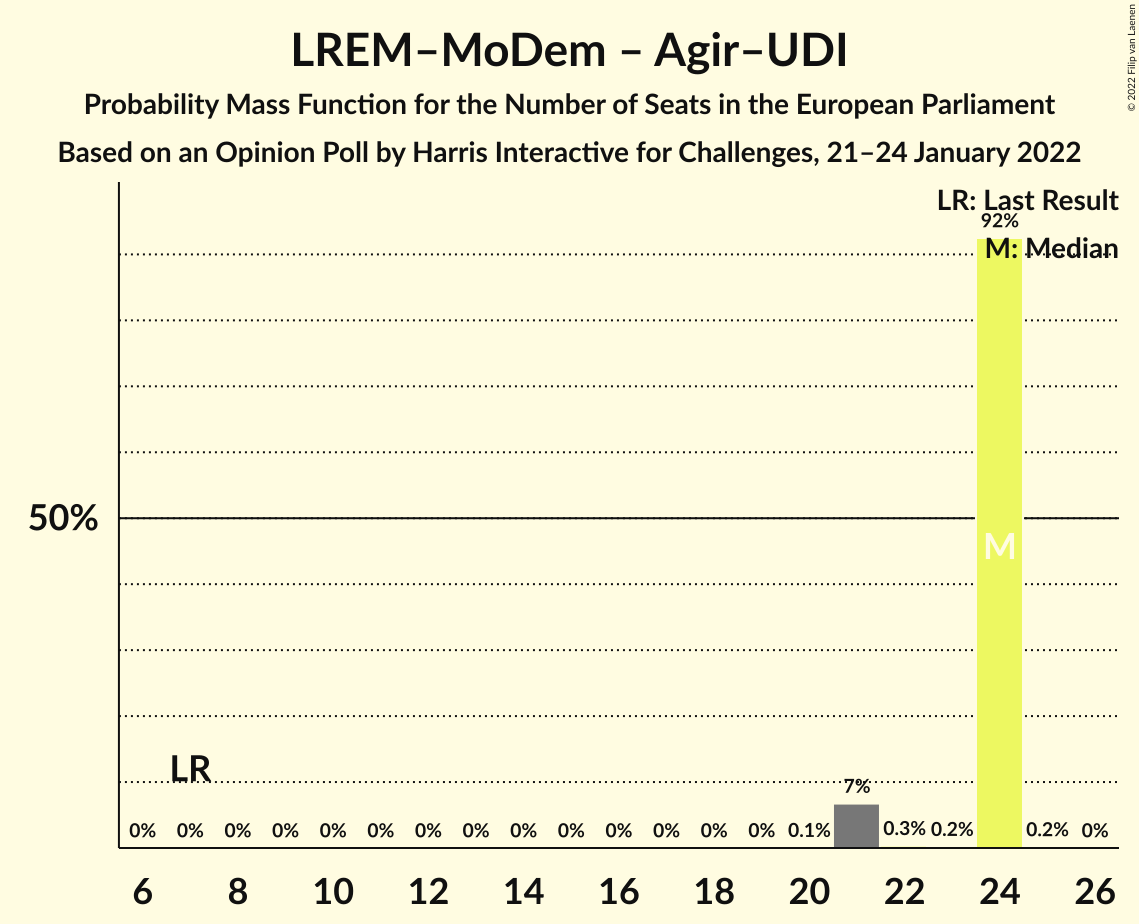 LREM–MoDem – Agir–UDI
Probability Mass Function for the Number of Seats in the European Parliament
Based on an Opinion Poll by Harris Interactive for Challenges, 21–24 January 2022
© 2022 Filip van Laenen
LR: Last Result
92%
M: Median
50%
M
LR
7%
0% 0% 0% 0% 0% 0% 0% 0% 0% 0% 0% 0% 0% 0% 0.1% 0.3% 0.2% 0.2% 0%
6 8 10 12 14 16 18 20 22 24 26